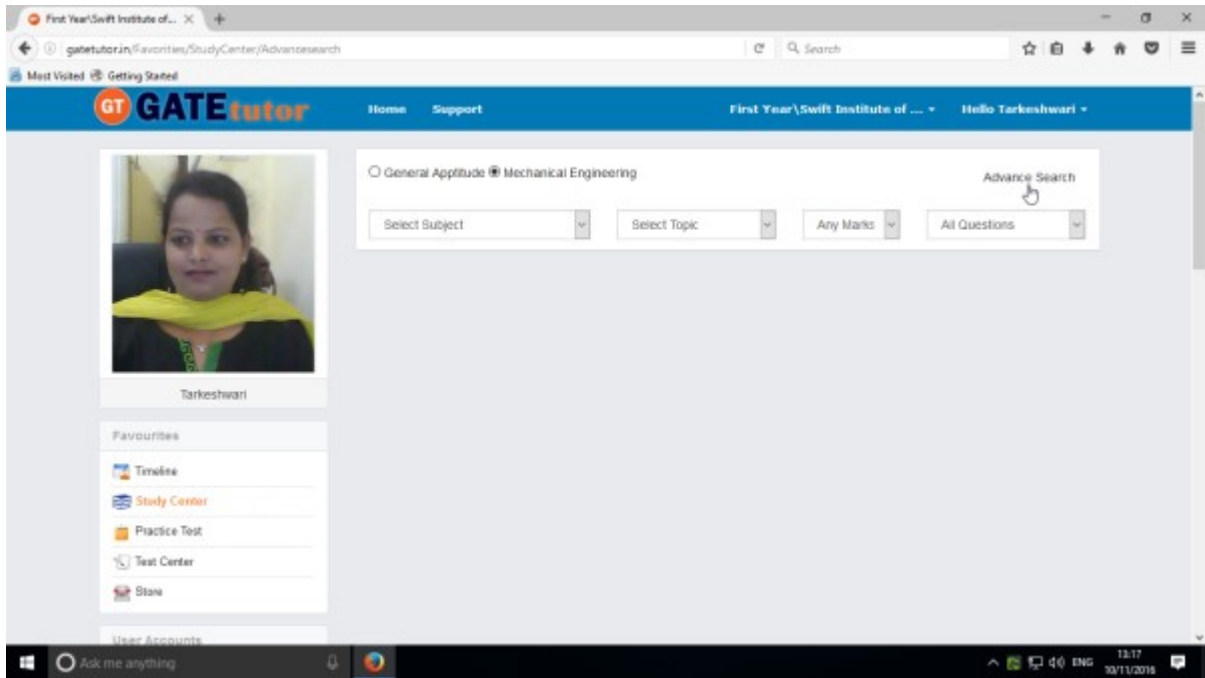 First Year\Swift Institute of...
gatetutor.in/Favorities/StudyCenter/Advancesearch
Search
Most Visited Getting Started
GT GATEtutor Home Support First Year\Swift Institute of ... Hello Tarkeshwari
General Apptitude Mechanical Engineering
Advance Search
Select Subject Select Topic Any Marks All Questions
Tarkeshwari
Favourites
Timeline
Study Center
Practice Test
Test Center
Store
User Accounts
Ask me anything
ENG
13:17
10/11/2016